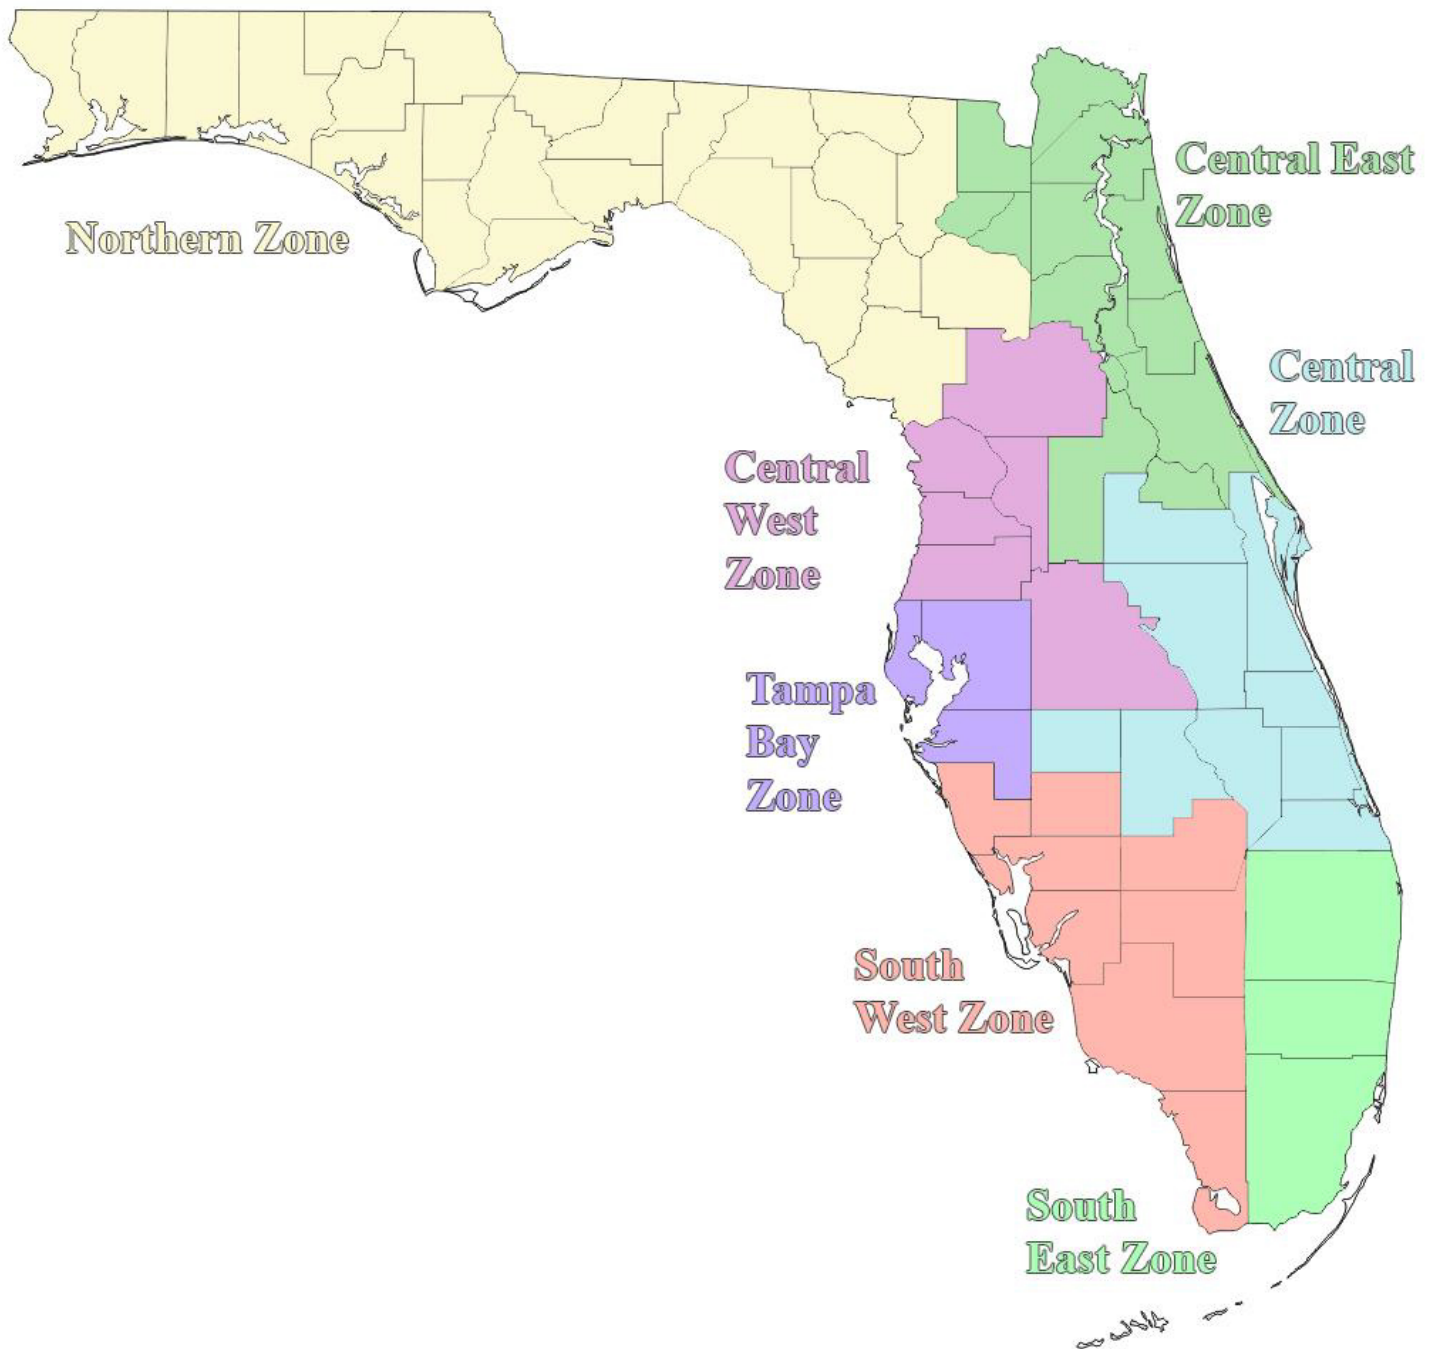 Central East
Zone
Northern Zone
Central
Zone
Central
West
Zone
Tampa
Bay
Zone
South
West Zone
South
East Zone